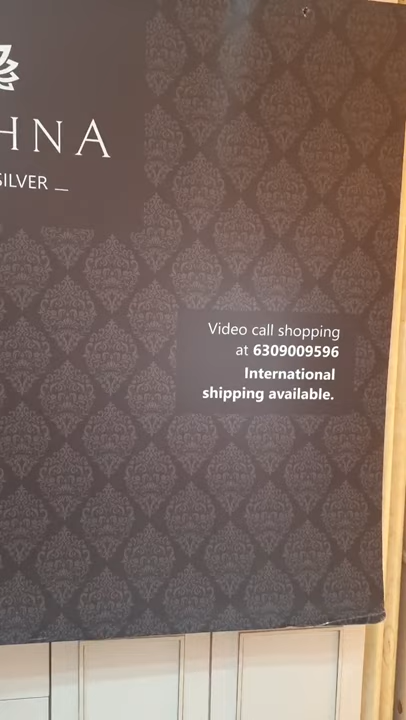 HNA
SILVER _
Video call shopping
at 6309009596
International
shipping available.